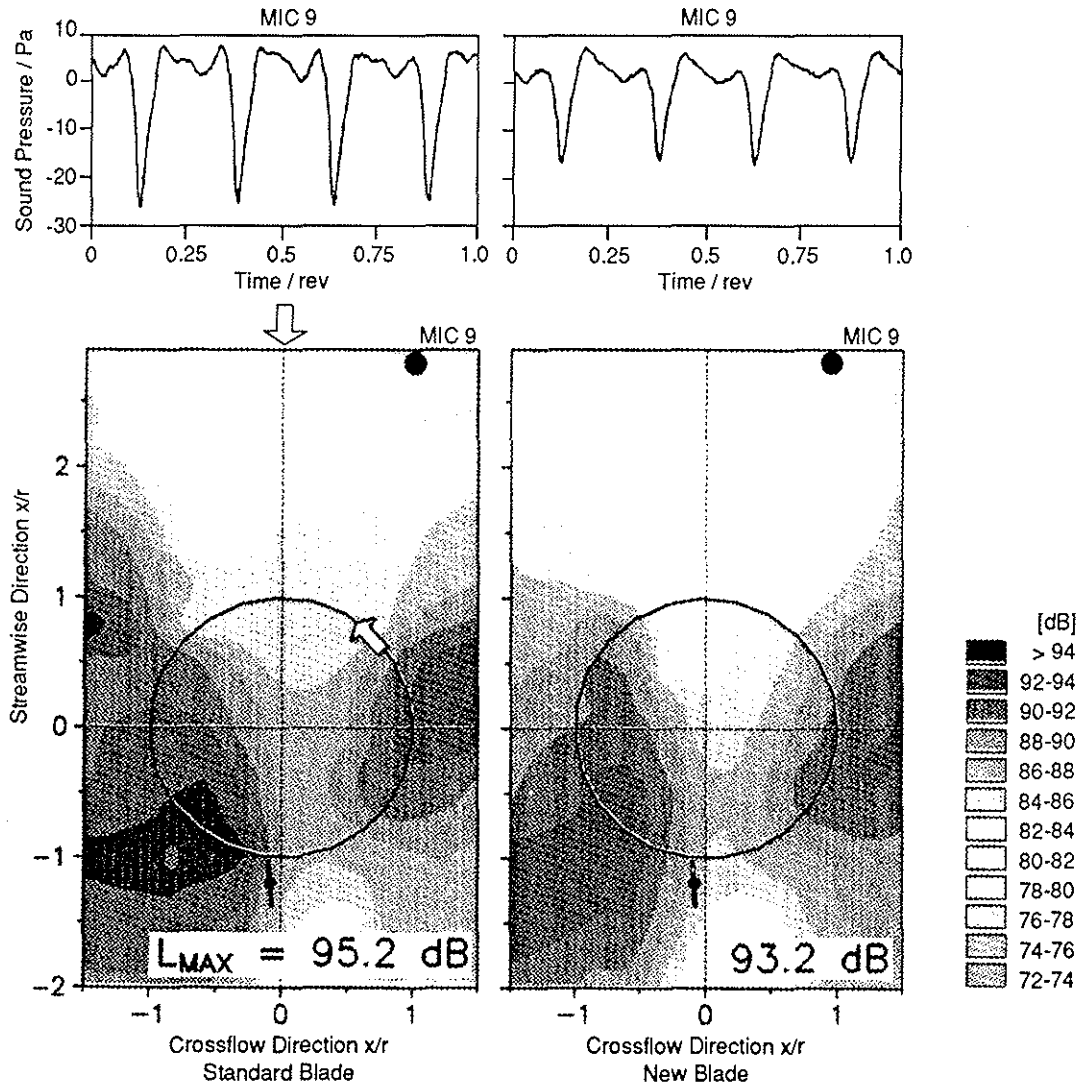 MIC 9
MIC 9
Sound Pressure / Pa
10
0
-10
-20
-30
0
0.25
0.5
0.75
1.0
Time / rev
0
0.25
0.5
0.75
1.0
Time / rev
MIC 9
MIC 9
Streamwise Direction x/r
2
1
0
−1
−2
LMAX = 95.2 dB
93.2 dB
−1
0
1
−1
0
1
Crossflow Direction x/r
Standard Blade
Crossflow Direction x/r
New Blade
[dB]
> 94
92-94
90-92
88-90
86-88
84-86
82-84
80-82
78-80
76-78
74-76
72-74